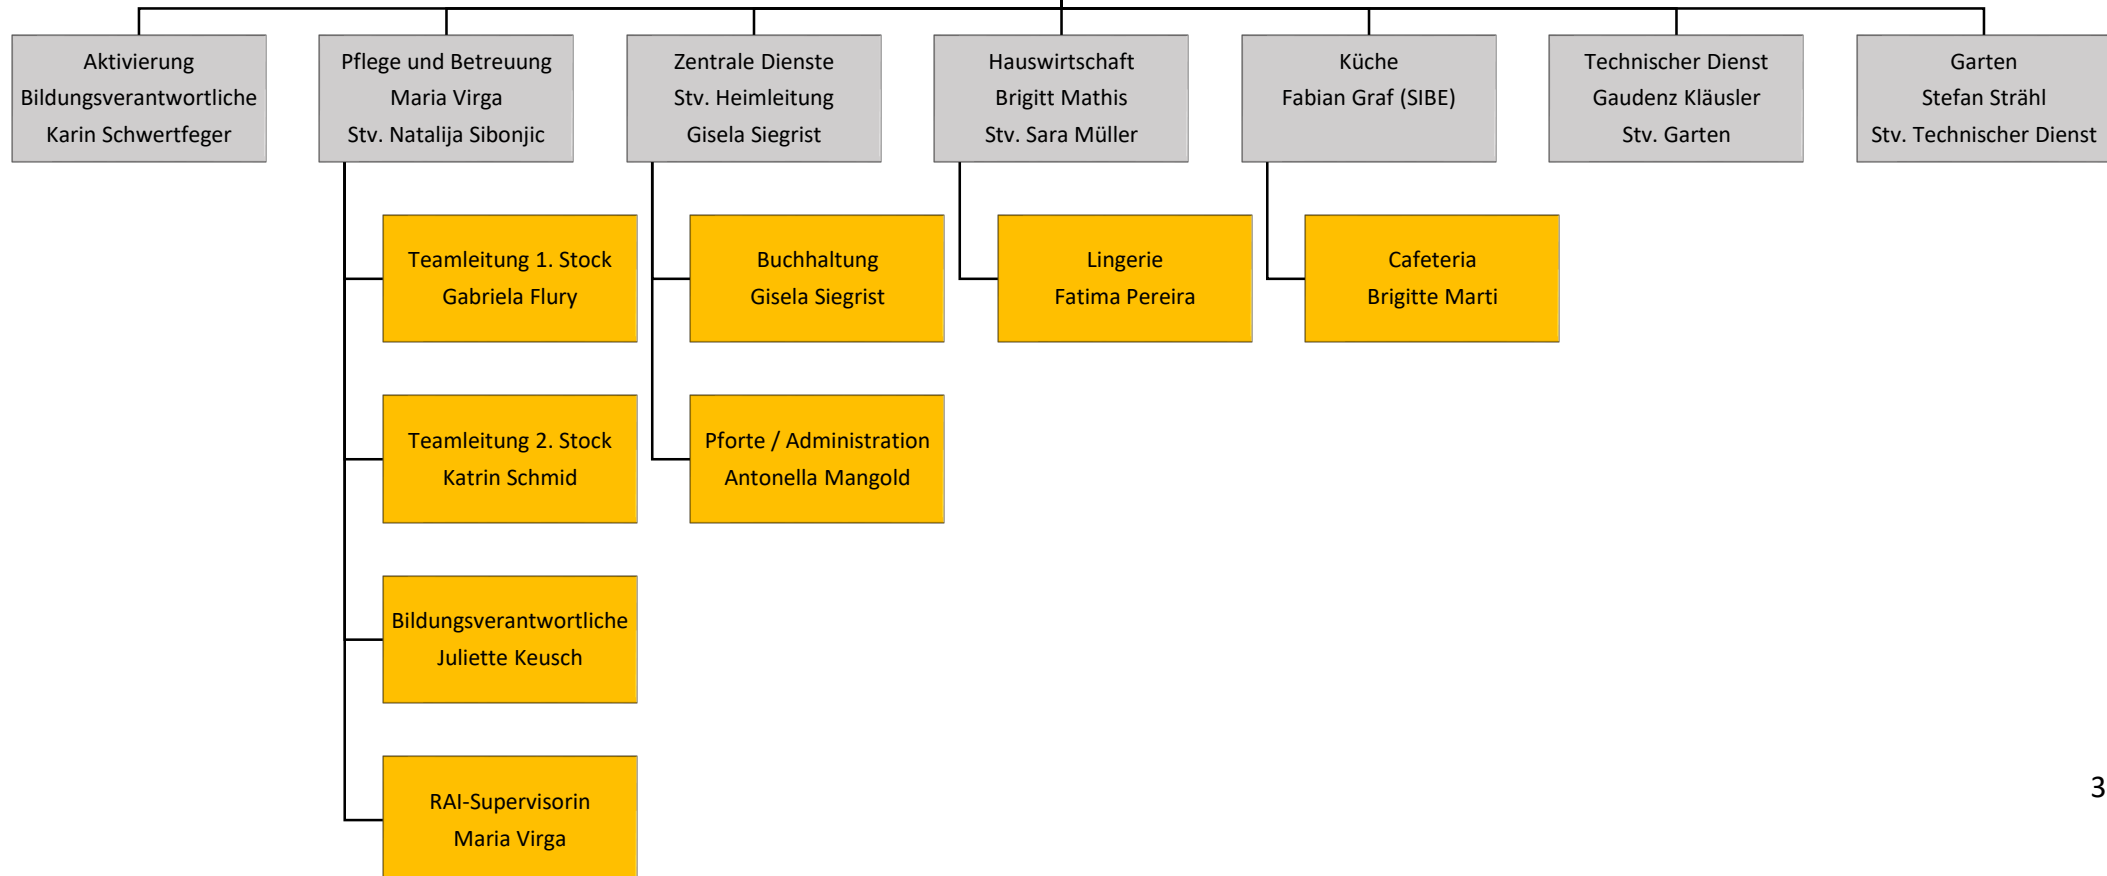 Aktivierung
Bildungsverantwortliche
Karin Schwertfeger
Pflege und Betreuung
Maria Virga
Stv. Natalija Sibonjic
Zentrale Dienste
Stv. Heimleitung
Gisela Siegrist
Hauswirtschaft
Brigitt Mathis
Stv. Sara Müller
Küche
Fabian Graf (SIBE)
Technischer Dienst
Gaudenz Kläusler
Stv. Garten
Garten
Stefan Strähl
Stv. Technischer Dienst
Teamleitung 1. Stock
Gabriela Flury
Buchhaltung
Gisela Siegrist
Lingerie
Fatima Pereira
Cafeteria
Brigitte Marti
Teamleitung 2. Stock
Katrin Schmid
Pforte / Administration
Antonella Mangold
Bildungsverantwortliche
Juliette Keusch
RAI-Supervisorin
Maria Virga
3